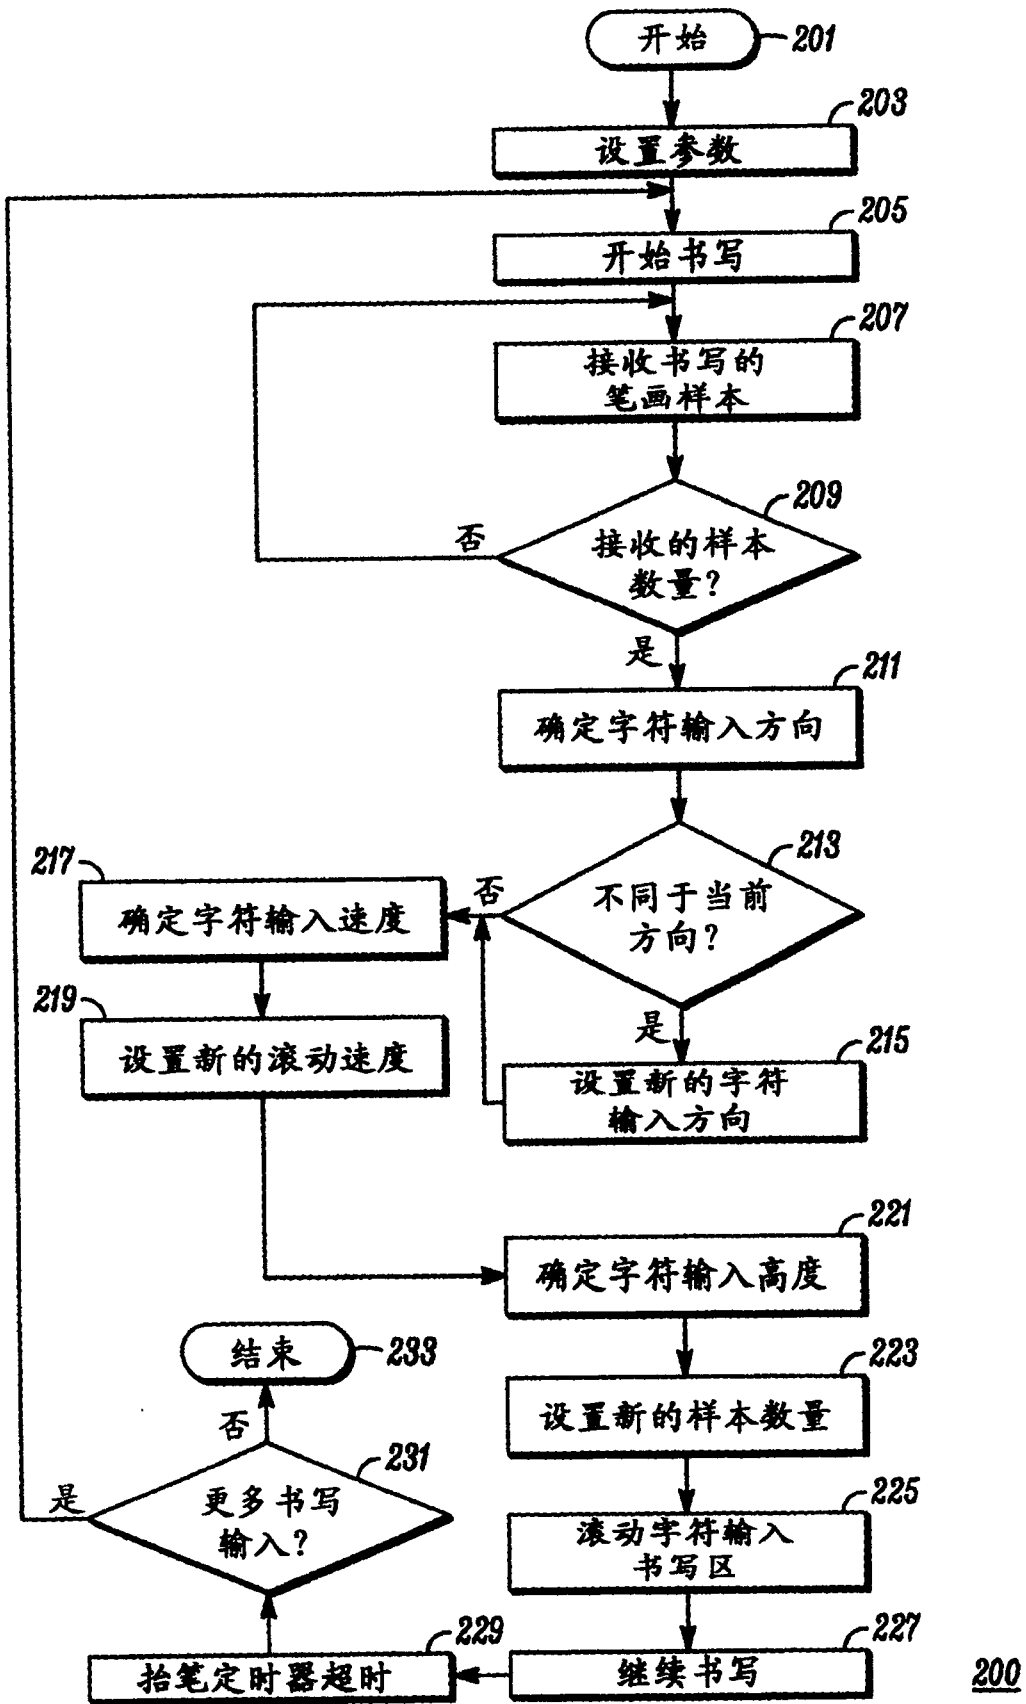 开始
201
203
设置参数
205
开始书写
207
接收书写的
笔画样本
209
接收的样本
数量?
否
是
211
确定字符输入方向
213
不同于当前
方向?
否
是
215
设置新的字符
输入方向
217
确定字符输入速度
219
设置新的滚动速度
221
确定字符输入高度
223
设置新的样本数量
225
滚动字符输入
书写区
227
继续书写
229
抬笔定时器超时
231
更多书写
输入?
是
否
结束
233
200